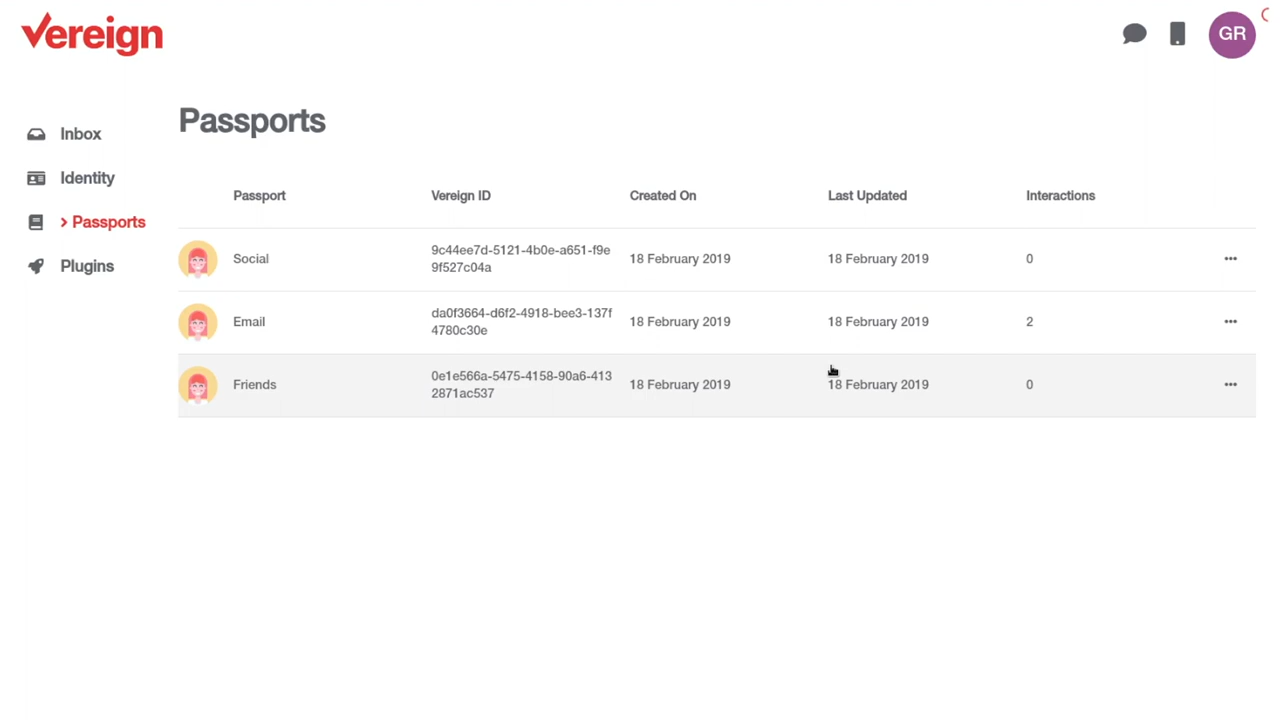 Vereign
GR
Inbox
Identity
> Passports
Plugins
Passports
Passport Vereign ID Created On Last Updated Interactions
Social 9c44ee7d-5121-4b0e-a651-f9e
9f527c04a 18 February 2019 18 February 2019 0 ...
Email da0f3664-d6f2-4918-bee3-137f
4780c30e 18 February 2019 18 February 2019 2 ...
Friends 0e1e566a-5475-4158-90a6-413
2871ac537 18 February 2019 18 February 2019 0 ...